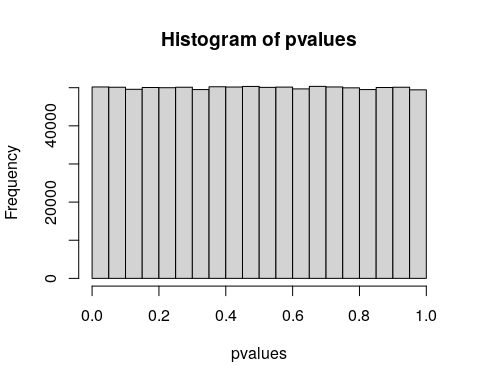 Histogram of pvalues
Frequency
40000
20000
0
0.0 0.2 0.4 0.6 0.8 1.0
pvalues